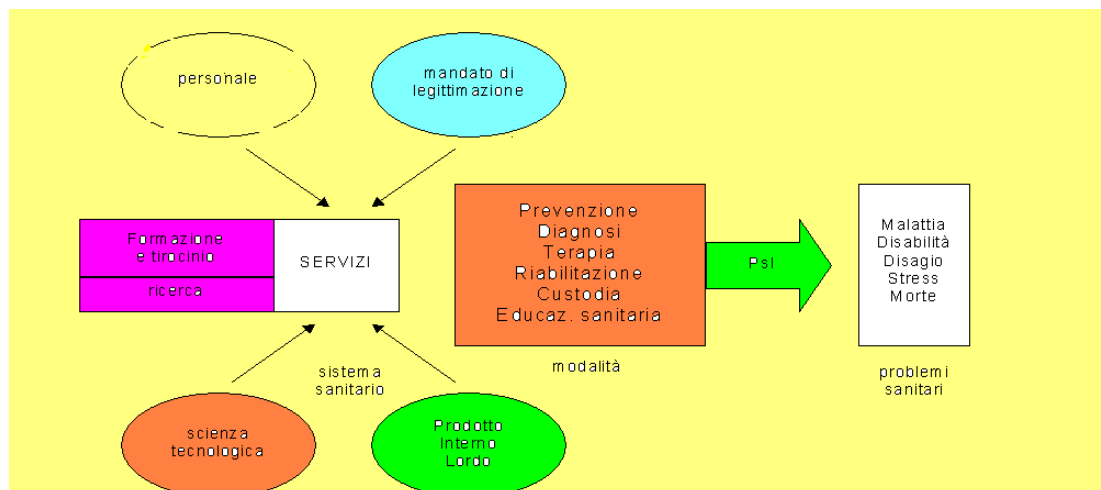 personale
mandato di
legittimazione
Formazione
e tirocinio
ricerca
SERVIZI
Prevenzione
Diagnosi
Terapia
Riabilitazione
Custodia
Educaz. sanitaria
PsI
Malattia
Disabilità
Disagio
Stress
Morte
sistema
sanitario
modalità
problemi
sanitari
scienza
tecnologica
Prodotto
Interno
Lordo